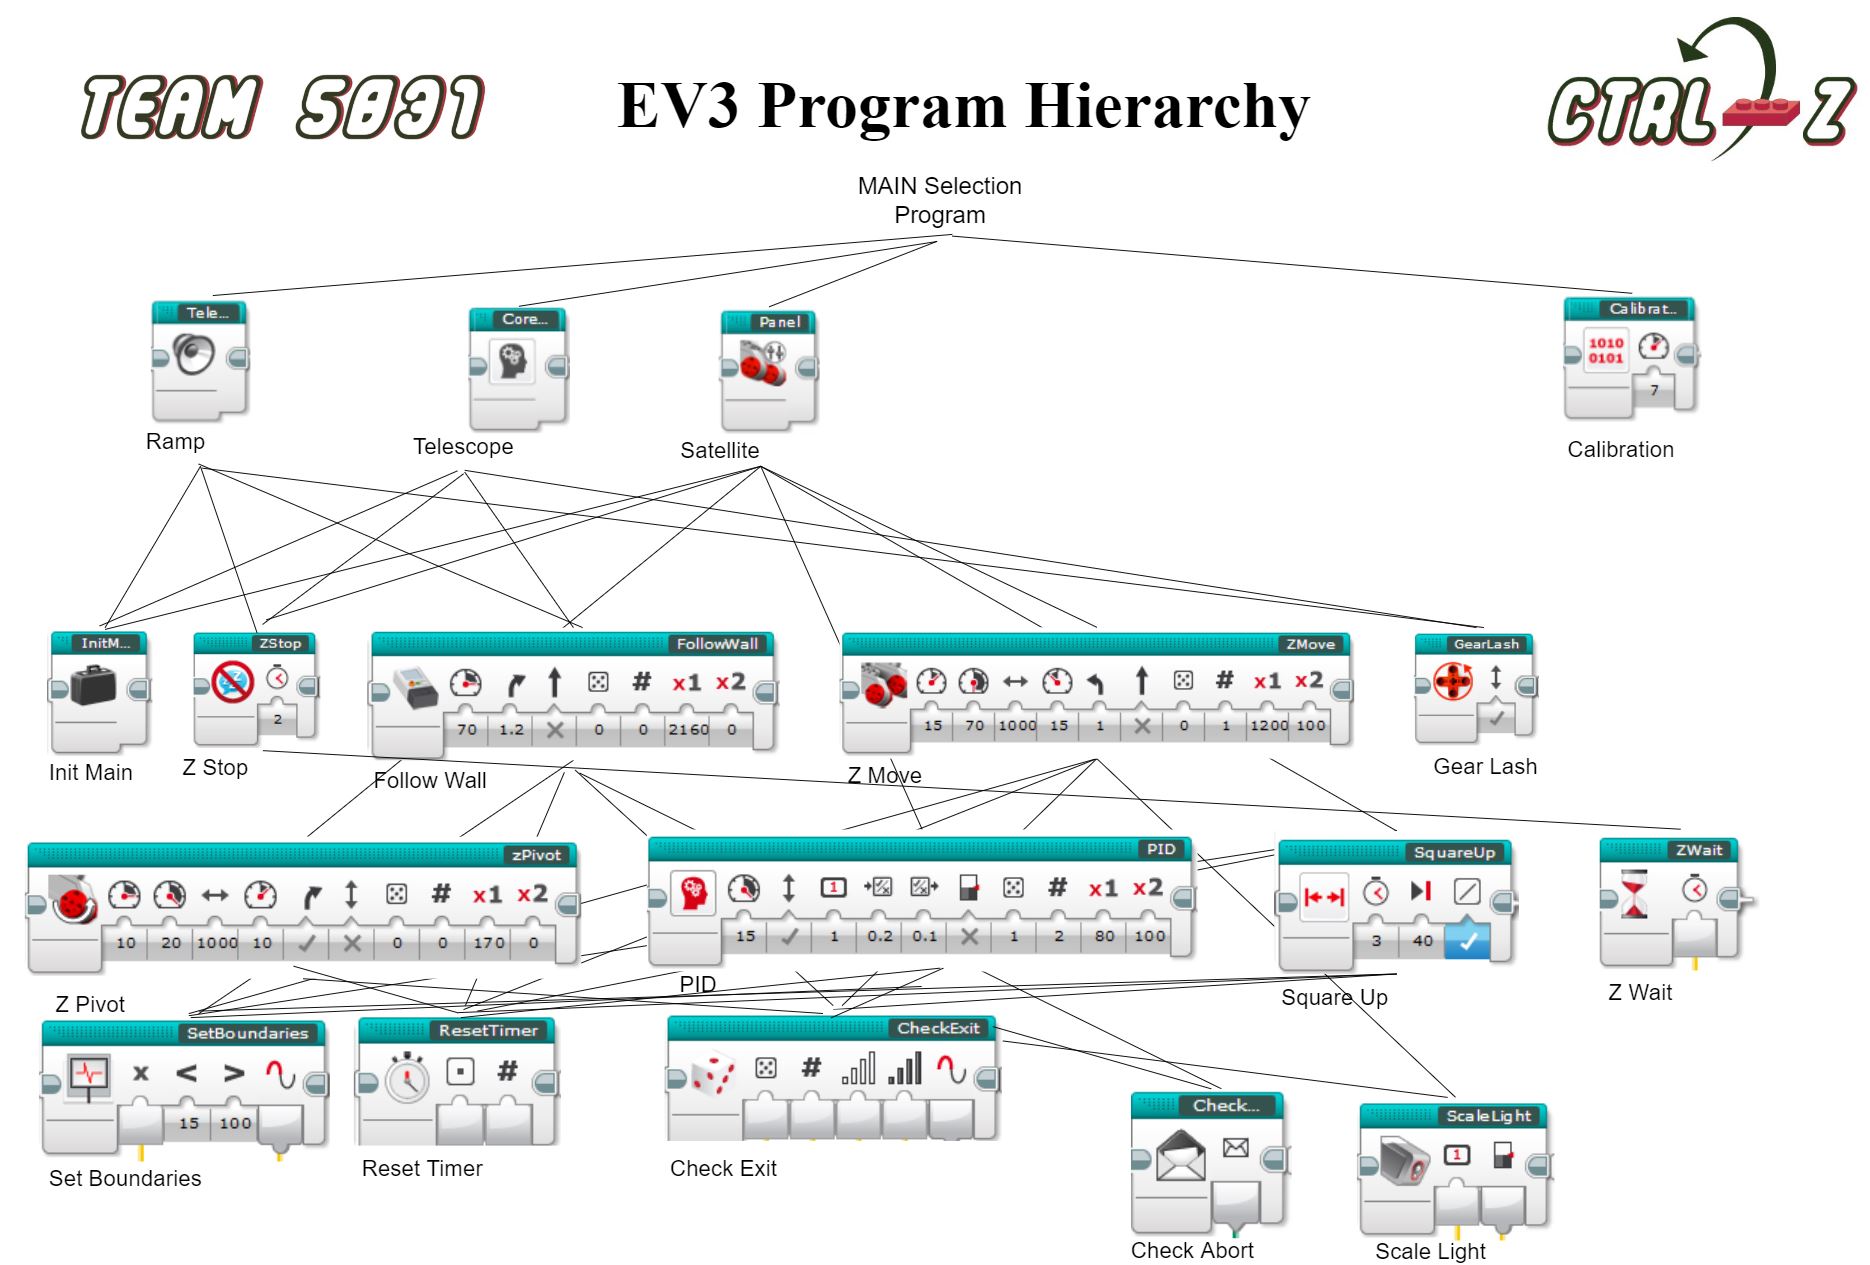 TEAM 5831
EV3 Program Hierarchy
CTRL Z
MAIN Selection
Program
Tele...
Core...
Panel
Calibrat...
1010
0101
7
Ramp
Telescope
Satellite
Calibration
InitM...
ZStop
FollowWall
ZMove
GearLash
# x1 x2
# x1 x2
2
70 1.2 0 0 2160 0
15 70 1000 15 1 0 1 1200 100
Init Main
Z Stop
Follow Wall
Z Move
Gear Lash
zPivot
PID
SquareUp
ZWait
# x1 x2
1 # x1 x2
10 20 1000 10 0 0 170 0
15 1 0.2 0.1 1 2 80 100
3 40
Z Pivot
PID
Square Up
Z Wait
SetBoundaries
ResetTimer
CheckExit
x < >
#
#
15 100
Check...
ScaleLight
1
Set Boundaries
Reset Timer
Check Exit
Check Abort
Scale Light